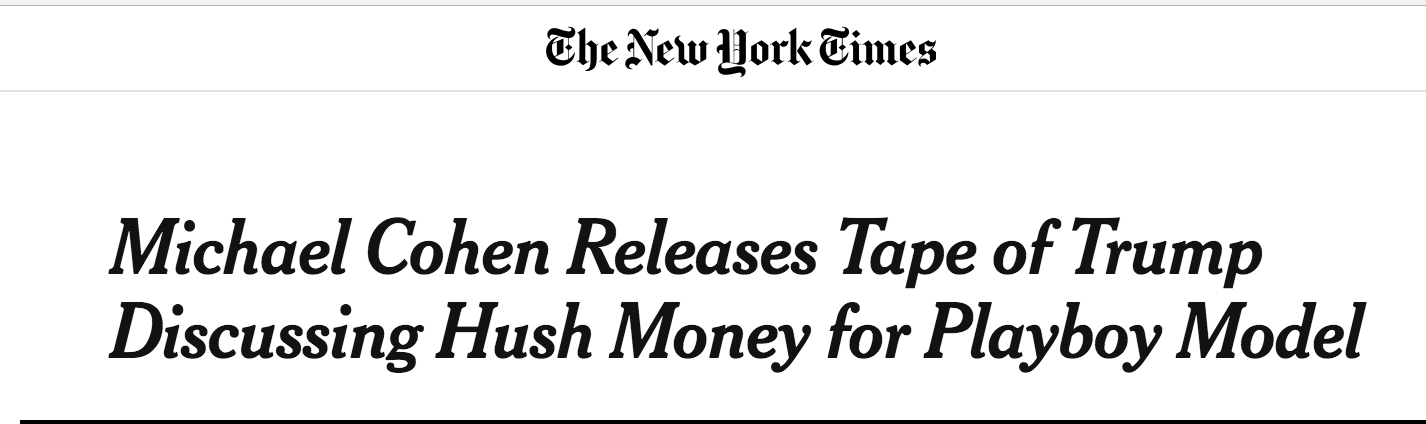 The New York Times
Michael Cohen Releases Tape of Trump
Discussing Hush Money for Playboy Model